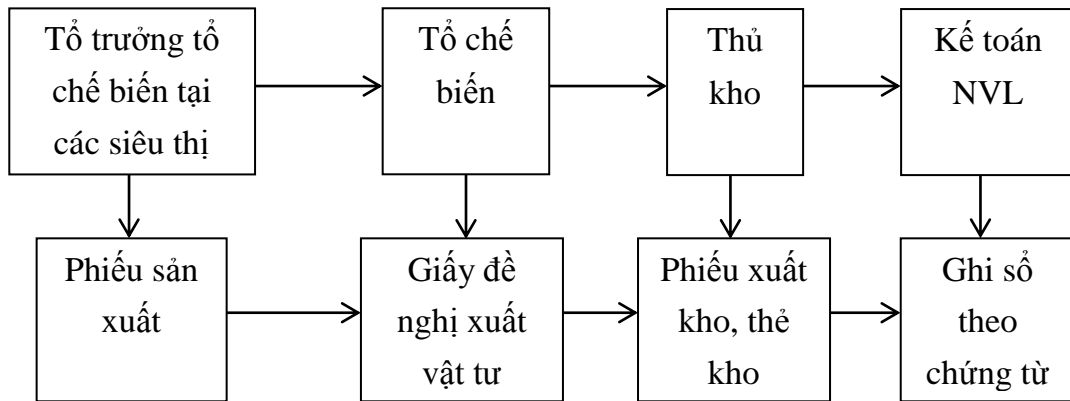 Tổ trưởng tổ
chế biến tại
các siêu thị
Tổ chế
biến
Thủ
kho
Kế toán
NVL
Phiếu sản
xuất
Giấy đề
nghị xuất
vật tư
Phiếu xuất
kho, thẻ
kho
Ghi sổ
theo
chứng từ